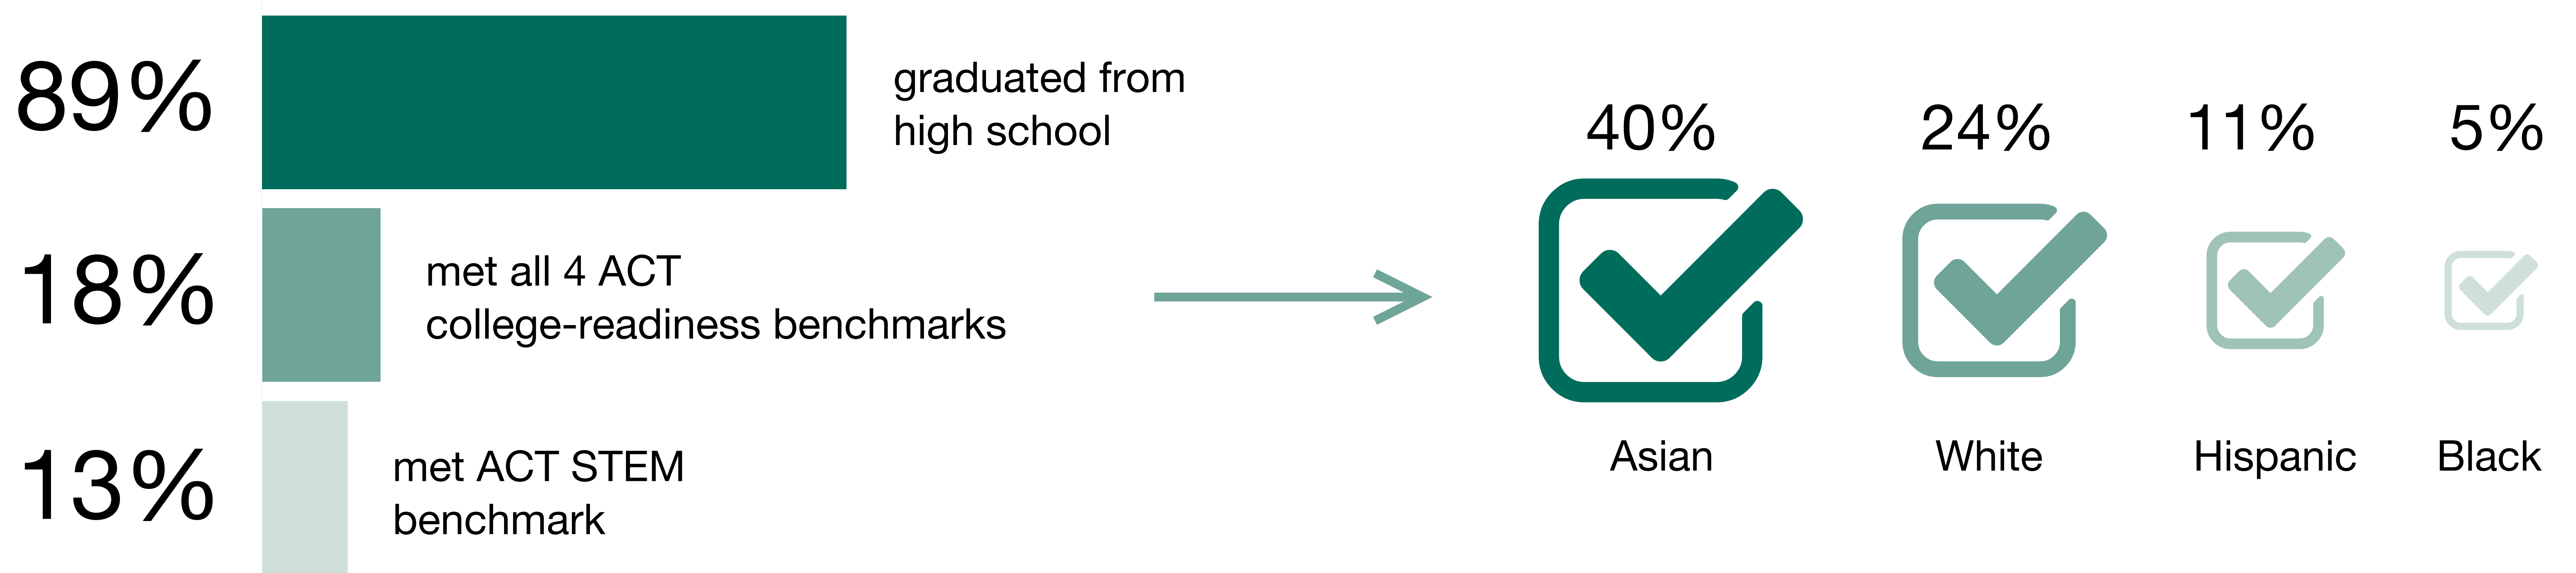 89%
graduated from
high school
18%
met all 4 ACT
college-readiness benchmarks
13%
met ACT STEM
benchmark
40%
24%
11%
5%
Asian
White
Hispanic
Black